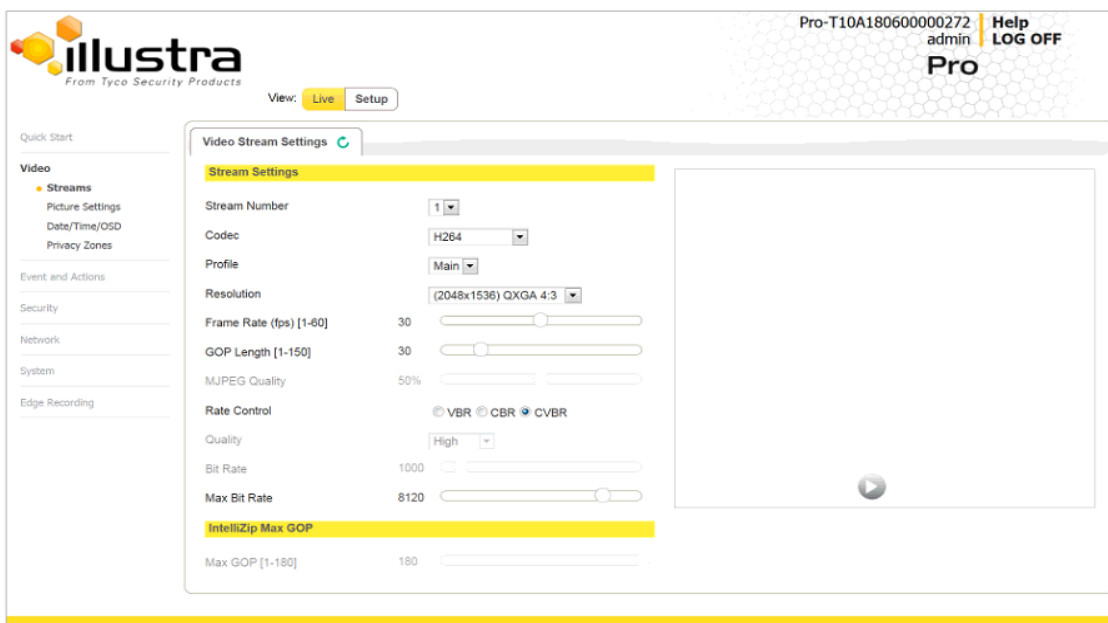 illustra
From Tyco Security Products
Pro-T10A180600000272
Help
admin
LOG OFF
Pro
View: Live Setup
Quick Start
Video
Streams
Picture Settings
Date/Time/OSD
Privacy Zones
Event and Actions
Security
Network
System
Edge Recording
Video Stream Settings
Stream Settings
Stream Number 1
Codec H264
Profile Main
Resolution (2048x1536) QXGA 4:3
Frame Rate (fps) [1-60] 30
GOP Length [1-150] 30
MJPEG Quality 50%
Rate Control VBR CBR CVBR
Quality High
Bit Rate 1000
Max Bit Rate 8120
IntelliZip Max GOP
Max GOP [1-180] 180